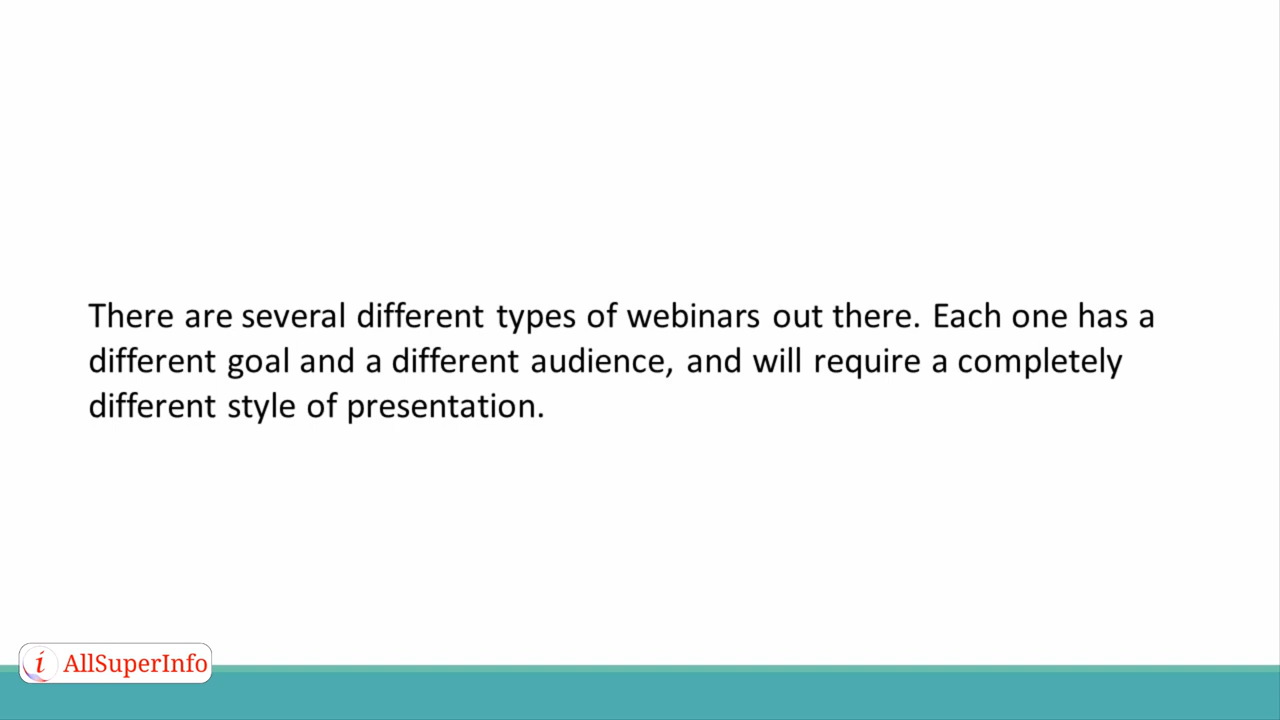 There are several different types of webinars out there. Each one has a
different goal and a different audience, and will require a completely
different style of presentation.
i AllSuperInfo